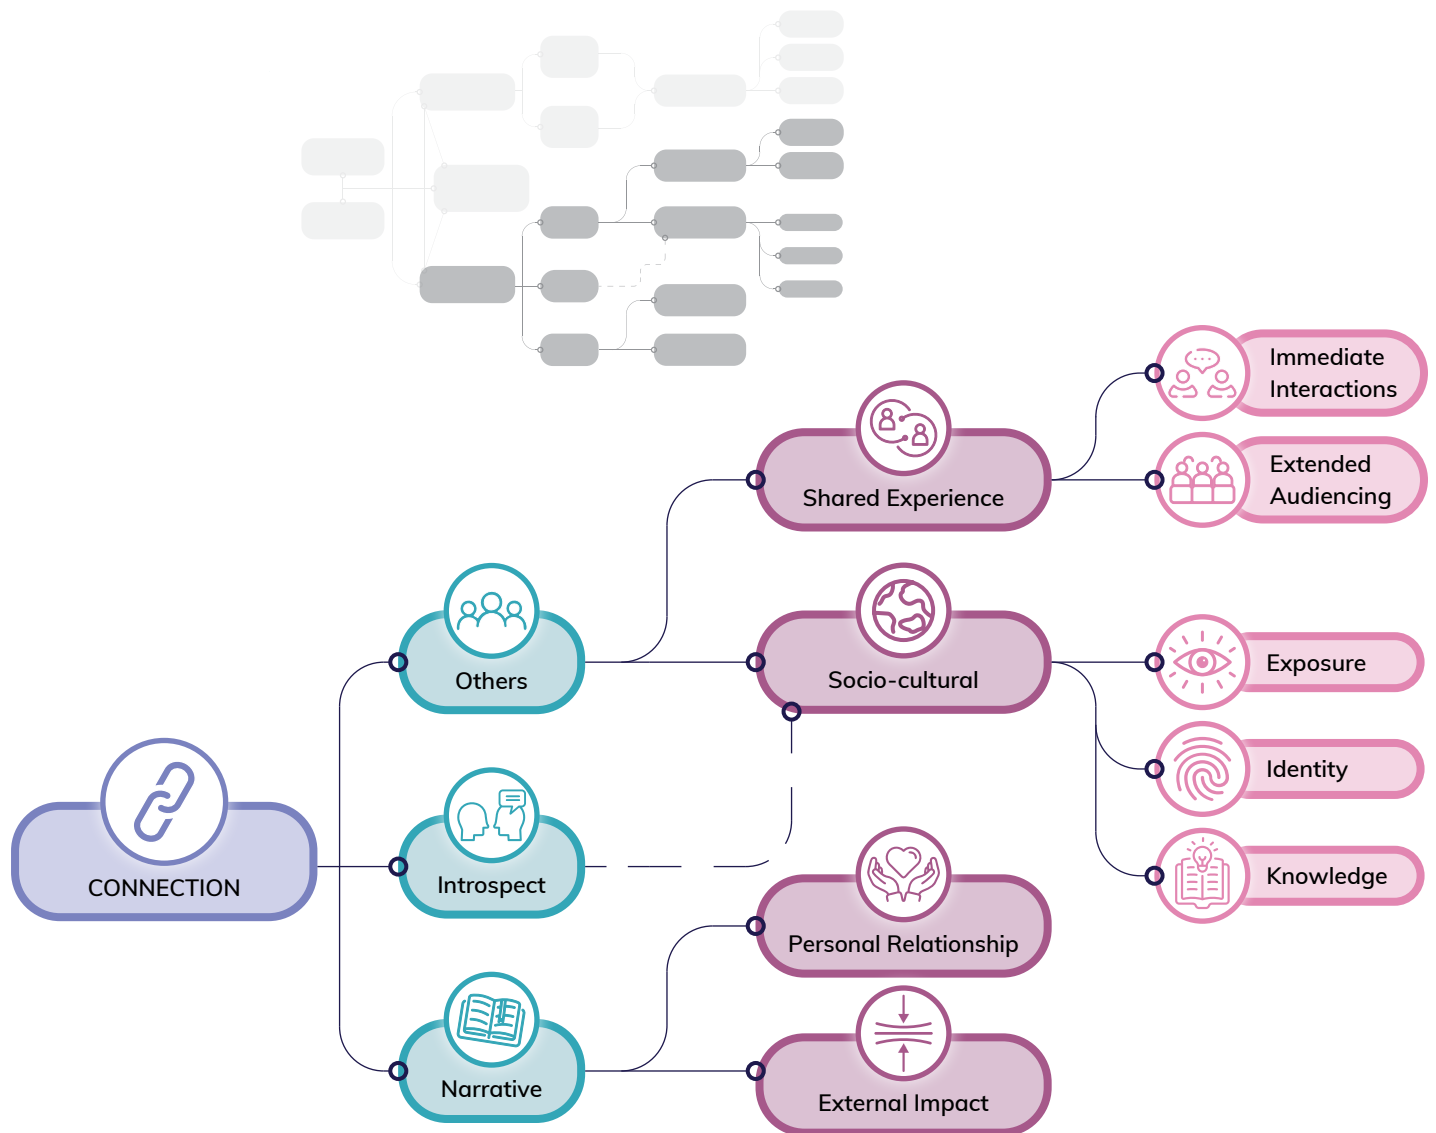 Immediate
Interactions
Extended
Audiencing
Shared Experience
Others
Socio-cultural
Exposure
Identity
CONNECTION
Introspect
Knowledge
Personal Relationship
Narrative
External Impact